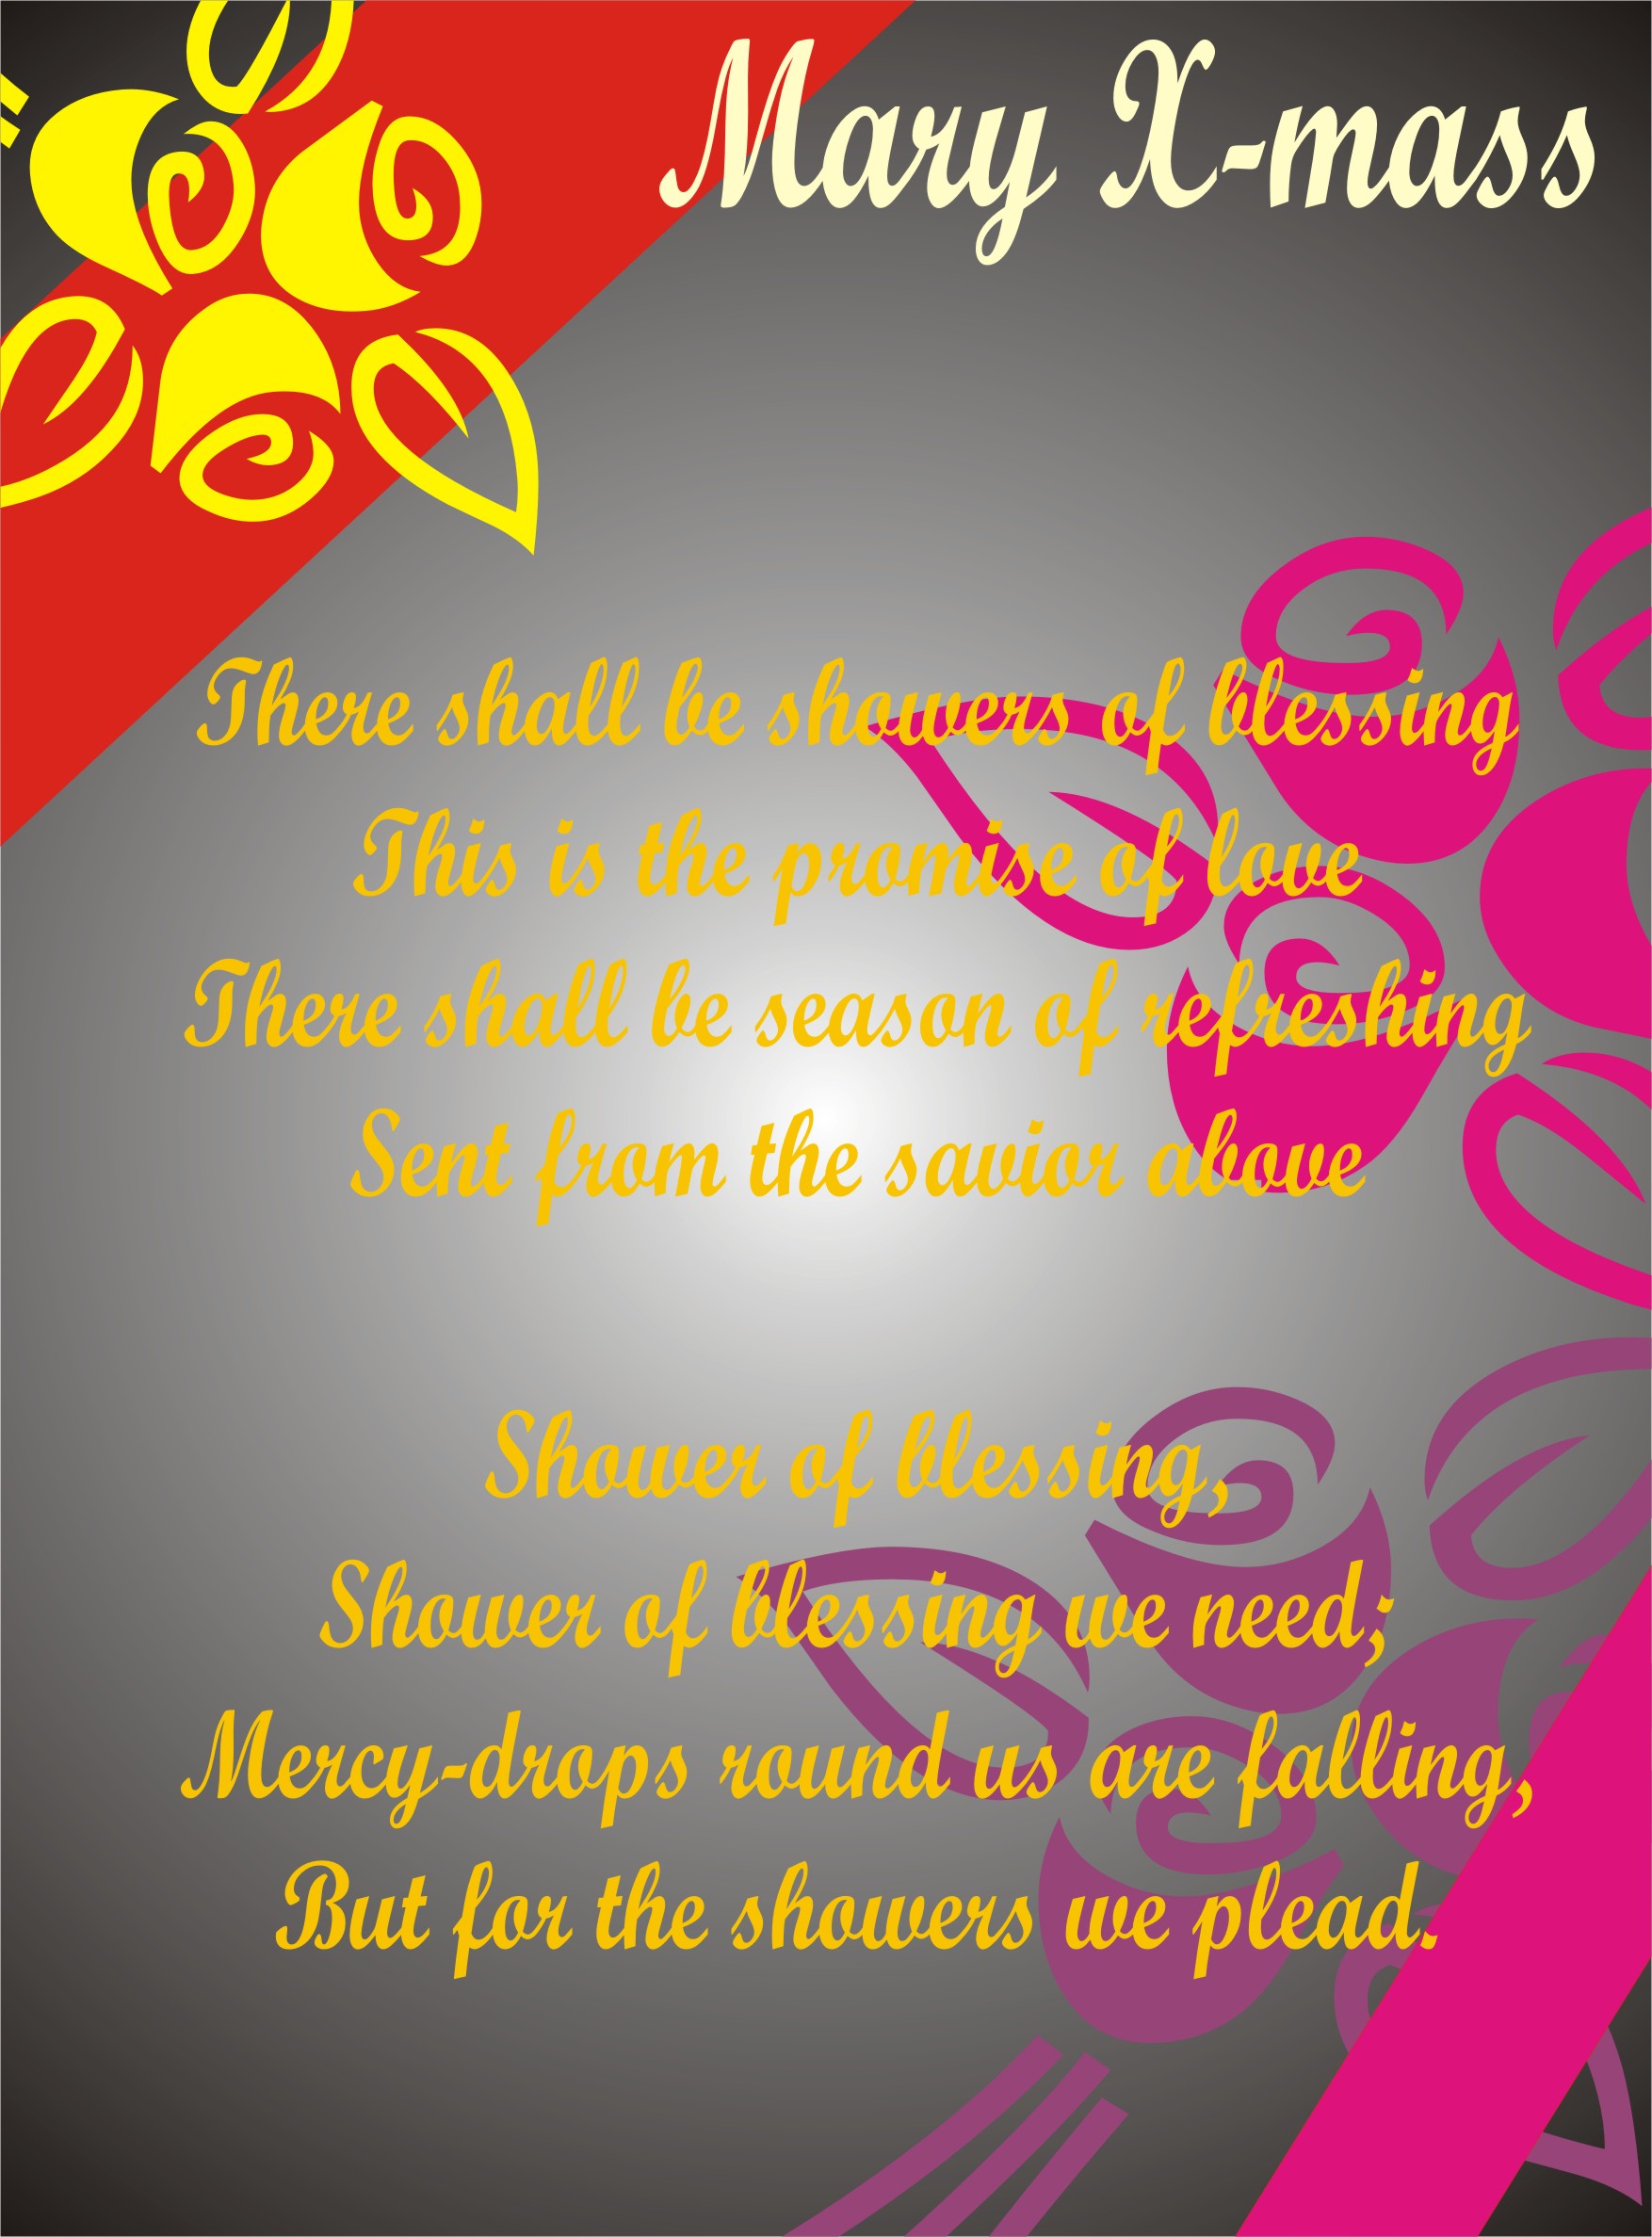 Mary X-mass
There shall be showers of blessing
This is the promise of love
There shall be season of refreshing
Sent from the savior above
Shower of blessing,
Shower of blessing we need;
Mercy-drops round us are falling,
But for the showers we plead.